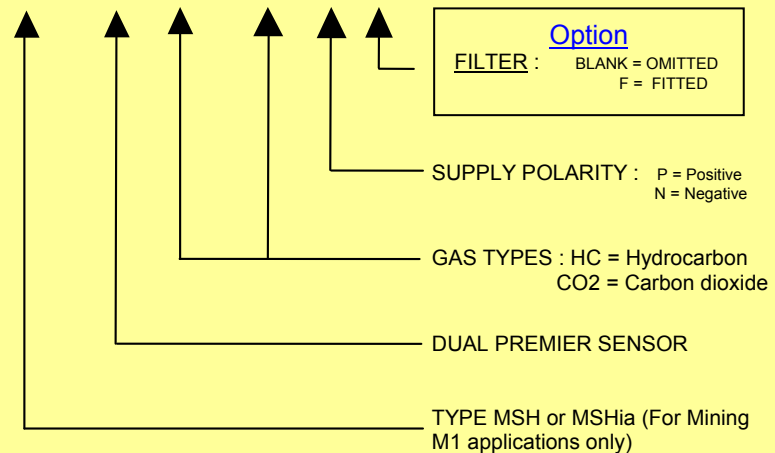 Option
FILTER : BLANK = OMITTED
F = FITTED
SUPPLY POLARITY : P = Positive
N = Negative
GAS TYPES : HC = Hydrocarbon
CO2 = Carbon dioxide
DUAL PREMIER SENSOR
TYPE MSH or MSHia (For Mining
M1 applications only)